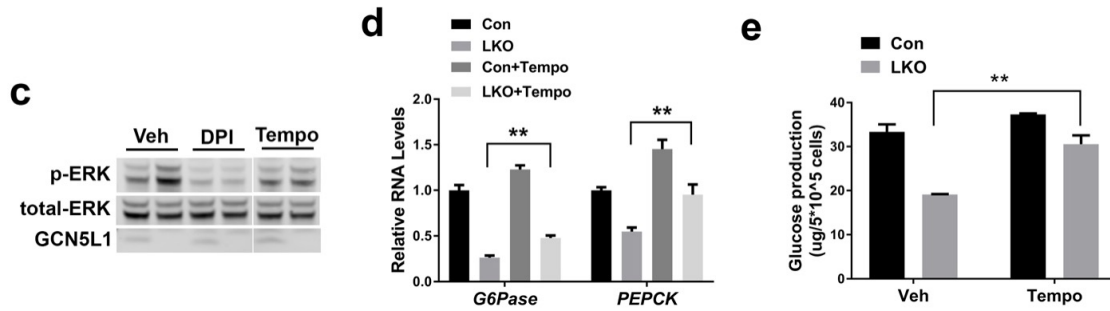 c
Veh DPI Tempo
p-ERK
total-ERK
GCN5L1
d
Con
LKO
Con+Tempo
LKO+Tempo
Relative RNA Levels
2.0
1.5
1.0
0.5
0.0
**
**
G6Pase PEPCK
e
Con
LKO
Glucose production
(ug/5*10^5 cells)
40
30
20
10
0
**
Veh Tempo